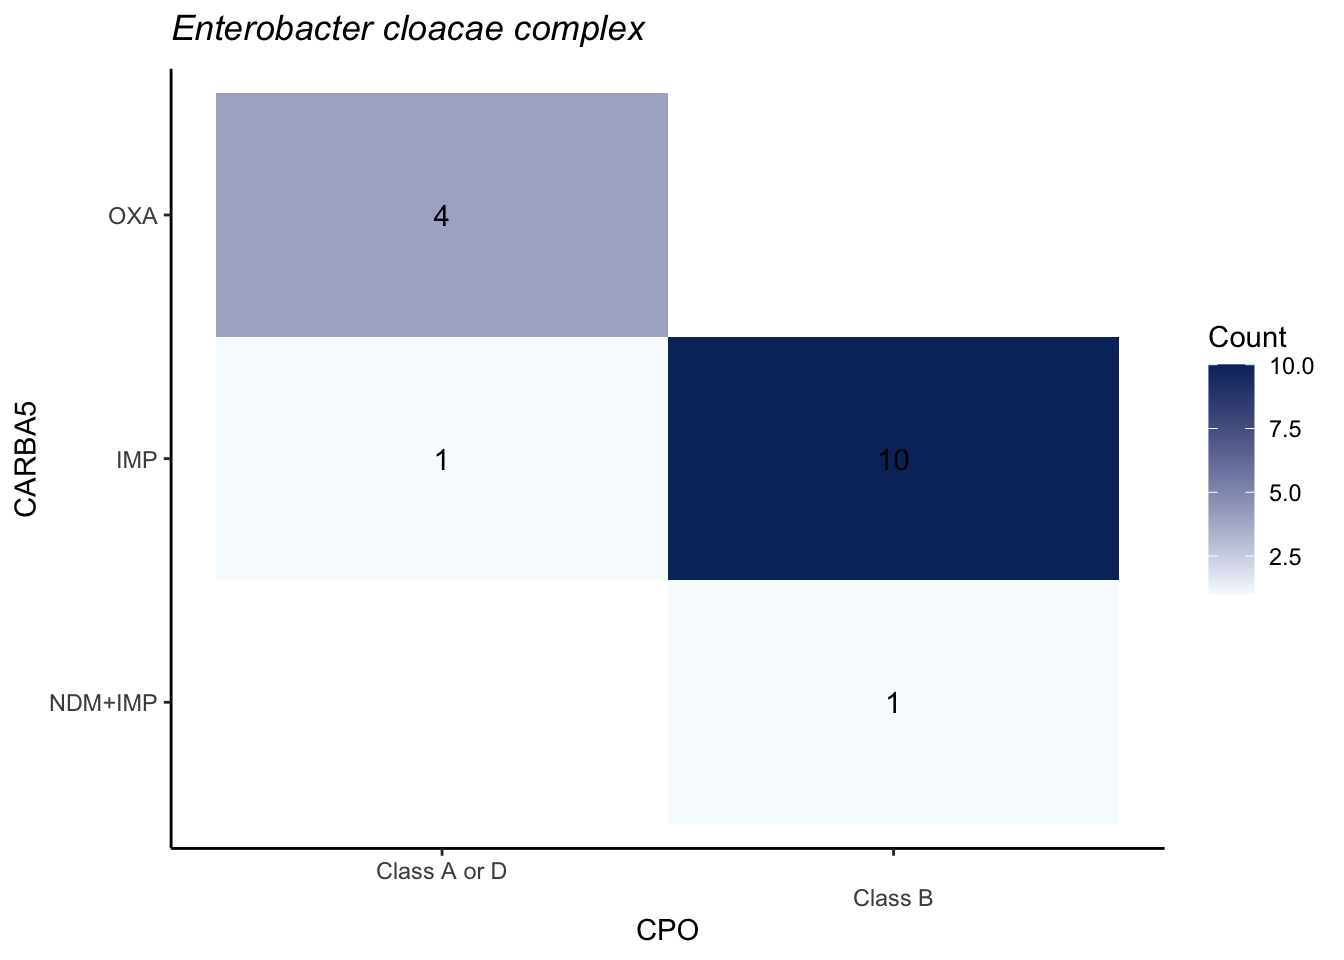 Enterobacter cloacae complex
OXA
4
IMP
1
10
NDM+IMP
1
CARBA5
Class A or D
Class B
CPO
Count
10.0
7.5
5.0
2.5